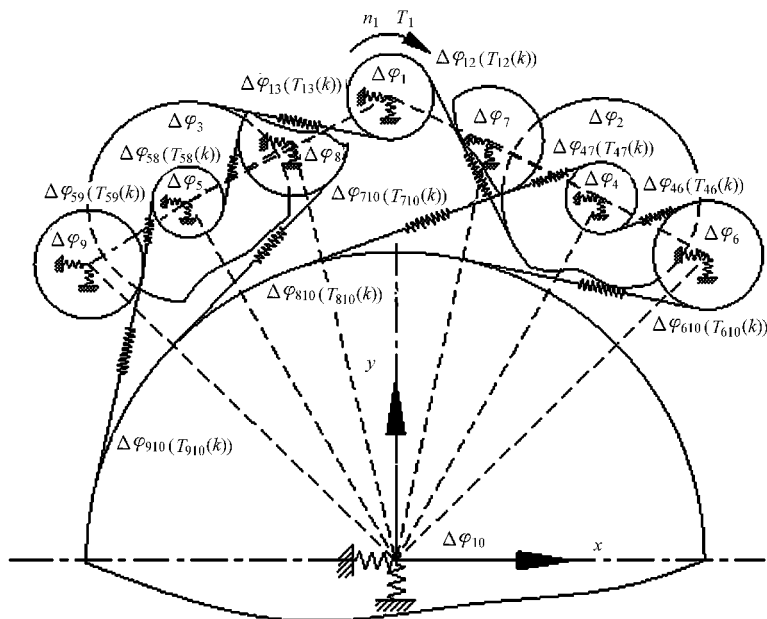 n₁ T₁
Δφ₁₂(T₁₂(k))
Δφ₁₃(T₁₃(k))
Δφ₁
Δφ₃
Δφ₇
Δφ₂
Δφ₅₈(T₅₈(k))
Δφ₈
Δφ₄₇(T₄₇(k))
Δφ₅₉(T₅₉(k))
Δφ₅
Δφ₇₁₀(T₇₁₀(k))
Δφ₄
Δφ₄₆(T₄₆(k))
Δφ₉
Δφ₆
Δφ₈₁₀(T₈₁₀(k))
Δφ₆₁₀(T₆₁₀(k))
y
Δφ₉₁₀(T₉₁₀(k))
Δφ₁₀
x